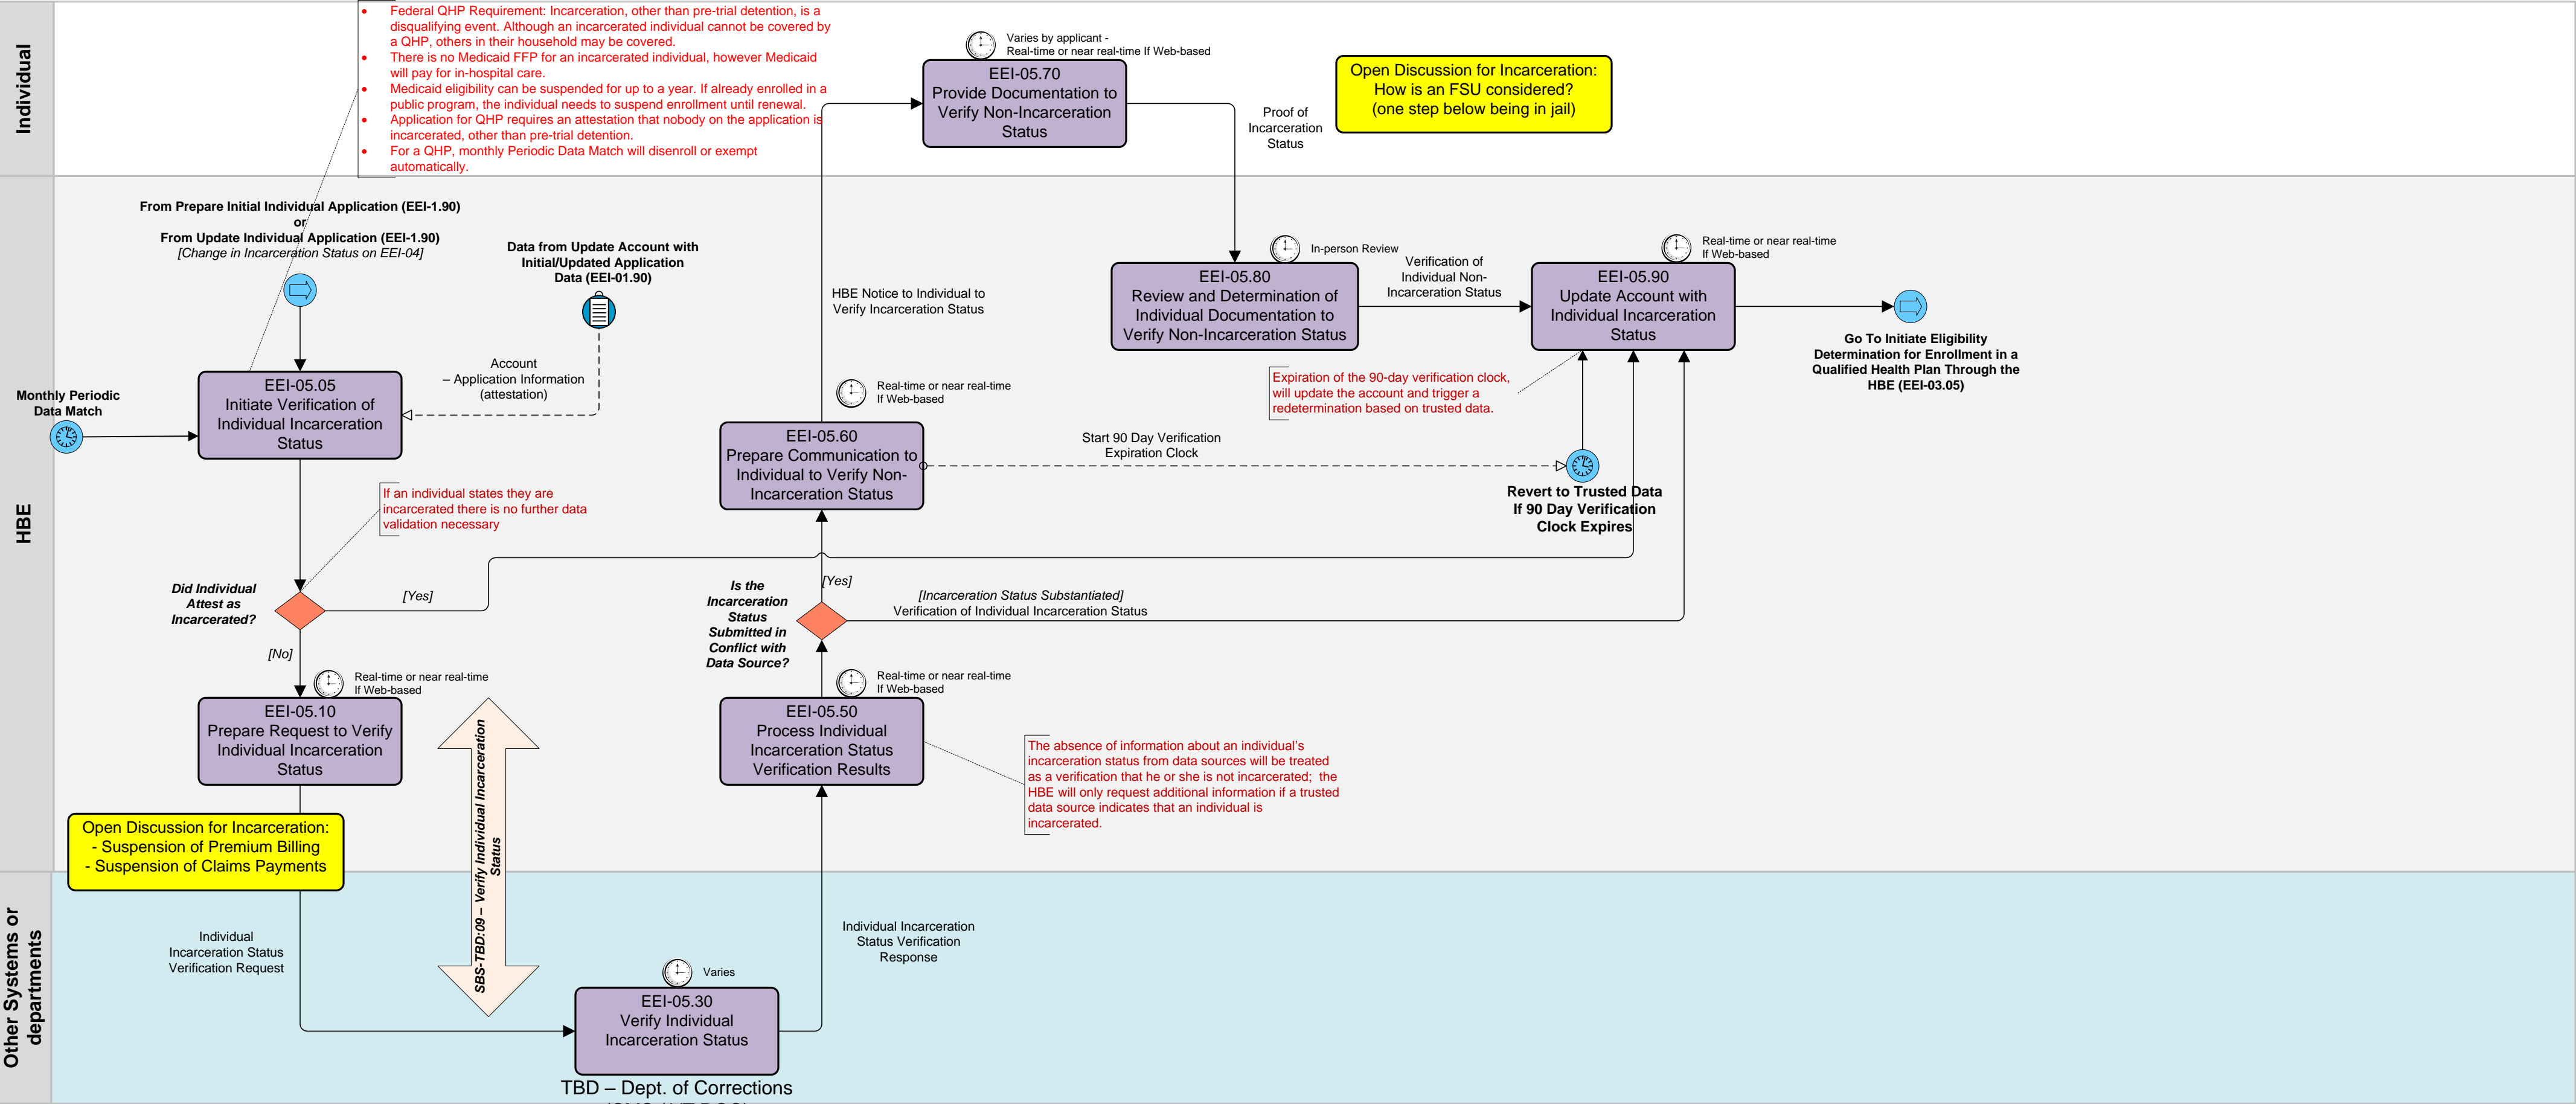 Individual
• Federal QHP Requirement: Incarceration, other than pre-trial detention, is a
disqualifying event. Although an incarcerated individual cannot be covered by
a QHP, others in their household may be covered.
• There is no Medicaid FFP for an incarcerated individual, however Medicaid
will pay for in-hospital care.
• Medicaid eligibility can be suspended for up to a year. If already enrolled in a
public program, the individual needs to suspend enrollment until renewal.
• Application for QHP requires an attestation that nobody on the application is
incarcerated, other than pre-trial detention.
• For a QHP, monthly Periodic Data Match will disenroll or exempt
automatically.
Varies by applicant -
Real-time or near real-time If Web-based
EEI-05.70
Provide Documentation to
Verify Non-Incarceration
Status
Proof of
Incarceration
Status
Open Discussion for Incarceration:
How is an FSU considered?
(one step below being in jail)
HBE
From Prepare Initial Individual Application (EEI-1.90)
or
From Update Individual Application (EEI-1.90)
[Change in Incarceration Status on EEI-04]
Data from Update Account with
Initial/Updated Application
Data (EEI-01.90)
Account
– Application Information
(attestation)
Monthly Periodic
Data Match
EEI-05.05
Initiate Verification of
Individual Incarceration
Status
HBE Notice to Individual to
Verify Incarceration Status
In-person Review
EEI-05.80
Review and Determination of
Individual Documentation to
Verify Non-Incarceration Status
Verification of
Individual Non-
Incarceration Status
Real-time or near real-time
If Web-based
EEI-05.90
Update Account with
Individual Incarceration
Status
Go To Initiate Eligibility
Determination for Enrollment in a
Qualified Health Plan Through the
HBE (EEI-03.05)
Expiration of the 90-day verification clock,
will update the account and trigger a
redetermination based on trusted data.
Real-time or near real-time
If Web-based
EEI-05.60
Prepare Communication to
Individual to Verify Non-
Incarceration Status
Start 90 Day Verification
Expiration Clock
Revert to Trusted Data
If 90 Day Verification
Clock Expires
If an individual states they are
incarcerated there is no further data
validation necessary
Did Individual
Attest as
Incarcerated?
[Yes]
[No]
Is the
Incarceration
Status
Submitted in
Conflict with
Data Source?
[Yes]
[Incarceration Status Substantiated]
Verification of Individual Incarceration Status
Real-time or near real-time
If Web-based
EEI-05.10
Prepare Request to Verify
Individual Incarceration
Status
SBS-TBD:09 – Verify Individual Incarceration
Status
Real-time or near real-time
If Web-based
EEI-05.50
Process Individual
Incarceration Status
Verification Results
The absence of information about an individual's
incarceration status from data sources will be treated
as a verification that he or she is not incarcerated; the
HBE will only request additional information if a trusted
data source indicates that an individual is
incarcerated.
Open Discussion for Incarceration:
- Suspension of Premium Billing
- Suspension of Claims Payments
Other Systems or
departments
Individual
Incarceration Status
Verification Request
Individual Incarceration
Status Verification
Response
Varies
EEI-05.30
Verify Individual
Incarceration Status
TBD – Dept. of Corrections